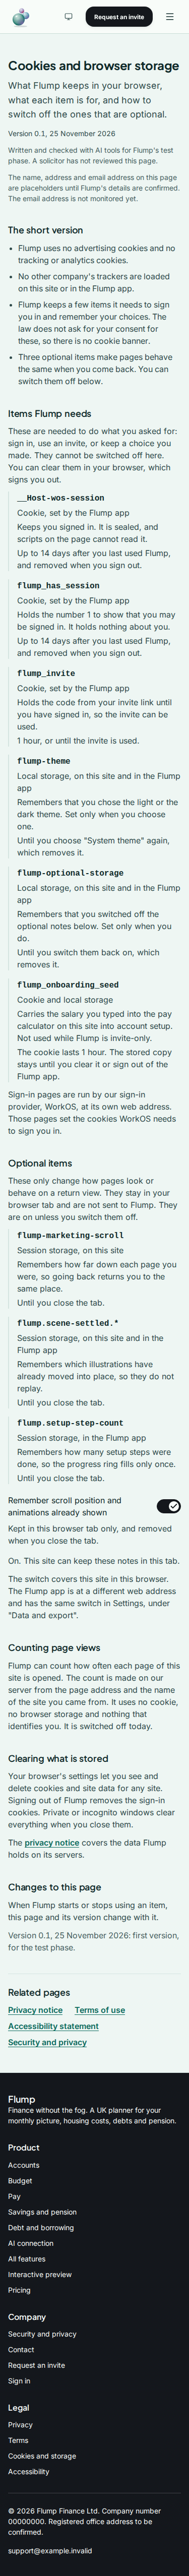 Request an invite
Cookies and browser storage
What Flump keeps in your browser,
what each item is for, and how to
switch off the ones that are optional.
Version 0.1, 25 November 2026
Written and checked with AI tools for Flump's test
phase. A solicitor has not reviewed this page.
The name, address and email address on this page
are placeholders until Flump's details are confirmed.
The email address is not monitored yet.
The short version
• Flump uses no advertising cookies and no
tracking or analytics cookies.
• No other company's trackers are loaded
on this site or in the Flump app.
• Flump keeps a few items it needs to sign
you in and remember your choices. The
law does not ask for your consent for
these, so there is no cookie banner.
• Three optional items make pages behave
the same when you come back. You can
switch them off below.
Items Flump needs
These are needed to do what you asked for:
sign in, use an invite, or keep a choice you
made. They cannot be switched off here.
You can clear them in your browser, which
signs you out.
__Host-wos-session
Cookie, set by the Flump app
Keeps you signed in. It is sealed, and
scripts on the page cannot read it.
Up to 14 days after you last used Flump,
and removed when you sign out.
flump_has_session
Cookie, set by the Flump app
Holds the number 1 to show that you may
be signed in. It holds nothing about you.
Up to 14 days after you last used Flump,
and removed when you sign out.
flump_invite
Cookie, set by the Flump app
Holds the code from your invite link until
you have signed in, so the invite can be
used.
1 hour, or until the invite is used.
flump-theme
Local storage, on this site and in the Flump
app
Remembers that you chose the light or the
dark theme. Set only when you choose
one.
Until you choose "System theme" again,
which removes it.
flump-optional-storage
Local storage, on this site and in the Flump
app
Remembers that you switched off the
optional notes below. Set only when you
do.
Until you switch them back on, which
removes it.
flump_onboarding_seed
Cookie and local storage
Carries the salary you typed into the pay
calculator on this site into account setup.
Not used while Flump is invite-only.
The cookie lasts 1 hour. The stored copy
stays until you clear it or sign out of the
Flump app.
Sign-in pages are run by our sign-in
provider, WorkOS, at its own web address.
Those pages set the cookies WorkOS needs
to sign you in.
Optional items
These only change how pages look or
behave on a return view. They stay in your
browser tab and are not sent to Flump. They
are on unless you switch them off.
flump-marketing-scroll
Session storage, on this site
Remembers how far down each page you
were, so going back returns you to the
same place.
Until you close the tab.
flump.scene-settled.*
Session storage, on this site and in the
Flump app
Remembers which illustrations have
already moved into place, so they do not
replay.
Until you close the tab.
flump.setup-step-count
Session storage, in the Flump app
Remembers how many setup steps were
done, so the progress ring fills only once.
Until you close the tab.
Remember scroll position and
animations already shown
Kept in this browser tab only, and removed
when you close the tab.
On. This site can keep these notes in this tab.
The switch covers this site in this browser.
The Flump app is at a different web address
and has the same switch in Settings, under
"Data and export".
Counting page views
Flump can count how often each page of this
site is opened. The count is made on our
server from the page address and the name
of the site you came from. It uses no cookie,
no browser storage and nothing that
identifies you. It is switched off today.
Clearing what is stored
Your browser's settings let you see and
delete cookies and site data for any site.
Signing out of Flump removes the sign-in
cookies. Private or incognito windows clear
everything when you close them.
The privacy notice covers the data Flump
holds on its servers.
Changes to this page
When Flump starts or stops using an item,
this page and its version change with it.
Version 0.1, 25 November 2026: first version,
for the test phase.
Related pages
Privacy notice
Terms of use
Accessibility statement
Security and privacy
Flump
Finance without the fog. A UK planner for your
monthly picture, housing costs, debts and pension.
Product
Accounts
Budget
Pay
Savings and pension
Debt and borrowing
AI connection
All features
Interactive preview
Pricing
Company
Security and privacy
Contact
Request an invite
Sign in
Legal
Privacy
Terms
Cookies and storage
Accessibility
© 2026 Flump Finance Ltd. Company number
00000000. Registered office address to be
confirmed.
support@example.invalid